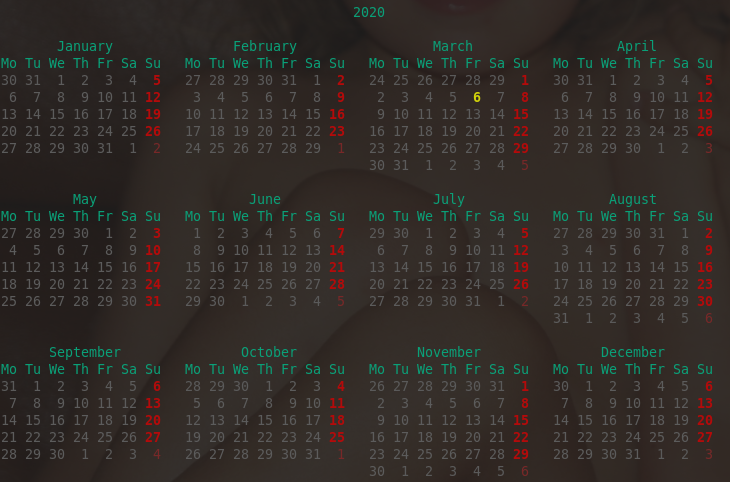 2020
January February March April
Mo Tu We Th Fr Sa Su Mo Tu We Th Fr Sa Su Mo Tu We Th Fr Sa Su Mo Tu We Th Fr Sa Su
30 31 1 2 3 4 5 27 28 29 30 31 1 2 24 25 26 27 28 29 1 30 31 1 2 3 4 5
6 7 8 9 10 11 12 3 4 5 6 7 8 9 2 3 4 5 6 7 8 6 7 8 9 10 11 12
13 14 15 16 17 18 19 10 11 12 13 14 15 16 9 10 11 12 13 14 15 13 14 15 16 17 18 19
20 21 22 23 24 25 26 17 18 19 20 21 22 23 16 17 18 19 20 21 22 20 21 22 23 24 25 26
27 28 29 30 31 1 2 24 25 26 27 28 29 1 23 24 25 26 27 28 29 27 28 29 30 1 2 3
30 31 1 2 3 4 5
May June July August
Mo Tu We Th Fr Sa Su Mo Tu We Th Fr Sa Su Mo Tu We Th Fr Sa Su Mo Tu We Th Fr Sa Su
27 28 29 30 1 2 3 1 2 3 4 5 6 7 29 30 1 2 3 4 5 27 28 29 30 31 1 2
4 5 6 7 8 9 10 8 9 10 11 12 13 14 6 7 8 9 10 11 12 3 4 5 6 7 8 9
11 12 13 14 15 16 17 15 16 17 18 19 20 21 13 14 15 16 17 18 19 10 11 12 13 14 15 16
18 19 20 21 22 23 24 22 23 24 25 26 27 28 20 21 22 23 24 25 26 17 18 19 20 21 22 23
25 26 27 28 29 30 31 29 30 1 2 3 4 5 27 28 29 30 31 1 2 24 25 26 27 28 29 30
31 1 2 3 4 5 6
September October November December
Mo Tu We Th Fr Sa Su Mo Tu We Th Fr Sa Su Mo Tu We Th Fr Sa Su Mo Tu We Th Fr Sa Su
31 1 2 3 4 5 6 28 29 30 1 2 3 4 26 27 28 29 30 31 1 30 1 2 3 4 5 6
7 8 9 10 11 12 13 5 6 7 8 9 10 11 2 3 4 5 6 7 8 7 8 9 10 11 12 13
14 15 16 17 18 19 20 12 13 14 15 16 17 18 9 10 11 12 13 14 15 14 15 16 17 18 19 20
21 22 23 24 25 26 27 19 20 21 22 23 24 25 16 17 18 19 20 21 22 21 22 23 24 25 26 27
28 29 30 1 2 3 4 26 27 28 29 30 31 1 23 24 25 26 27 28 29 28 29 30 31 1 2 3
30 1 2 3 4 5 6